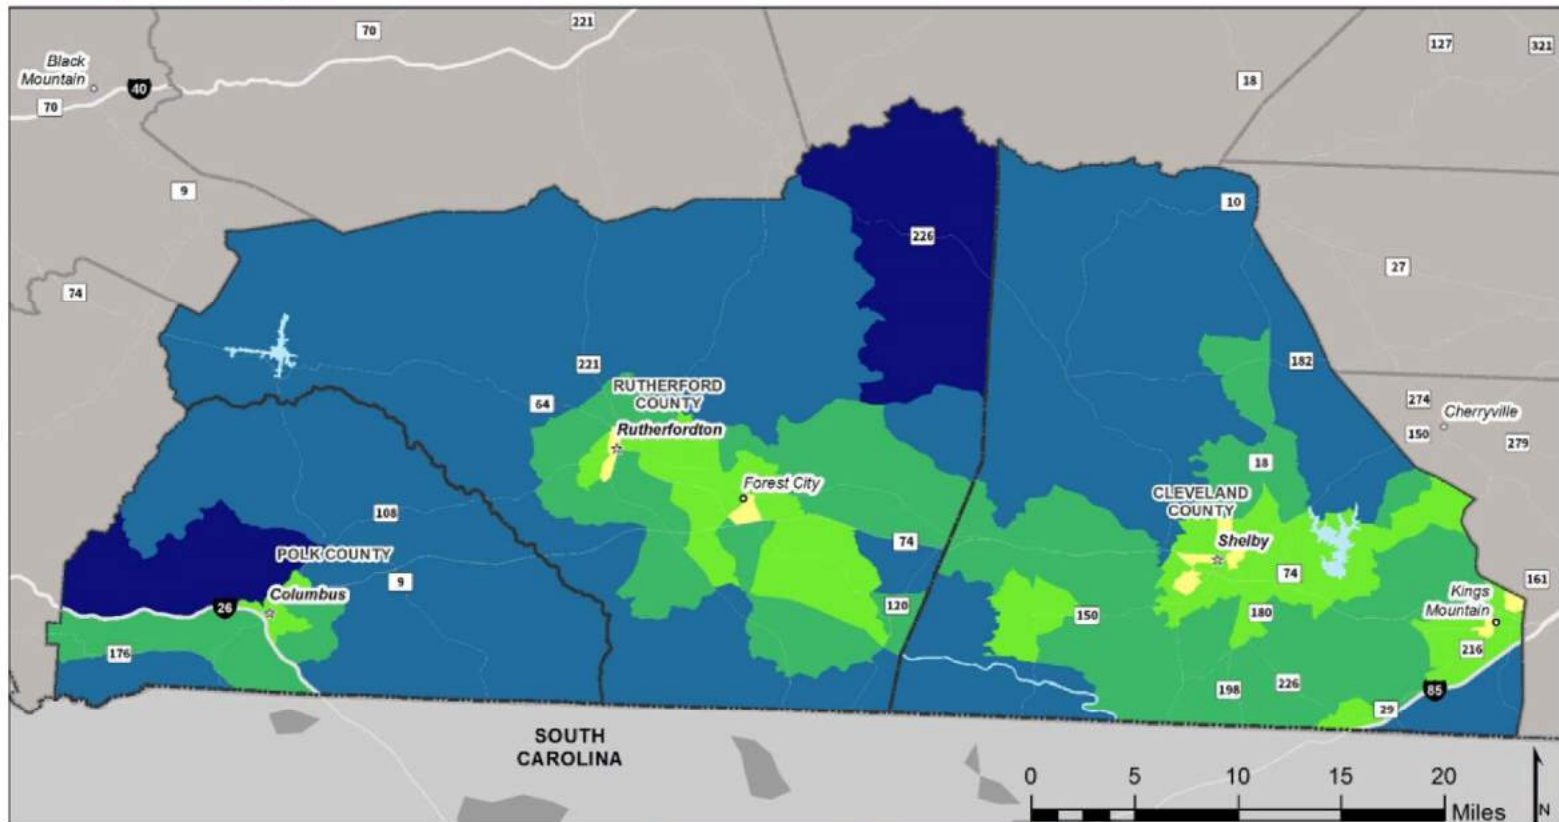 221
70
127
321
Black
Mountain
40
18
70
9
10
226
27
74
221
182
RUTHERFORD
COUNTY
64
274
Cherryville
Rutherfordton
150
279
18
Forest City
CLEVELAND
COUNTY
108
74
Shelby
POLK COUNTY
74
9
161
Columbus
Kings
Mountain
26
120
150
180
176
216
198
226
85
29
SOUTH
CAROLINA
0 5 10 15 20
Miles
N